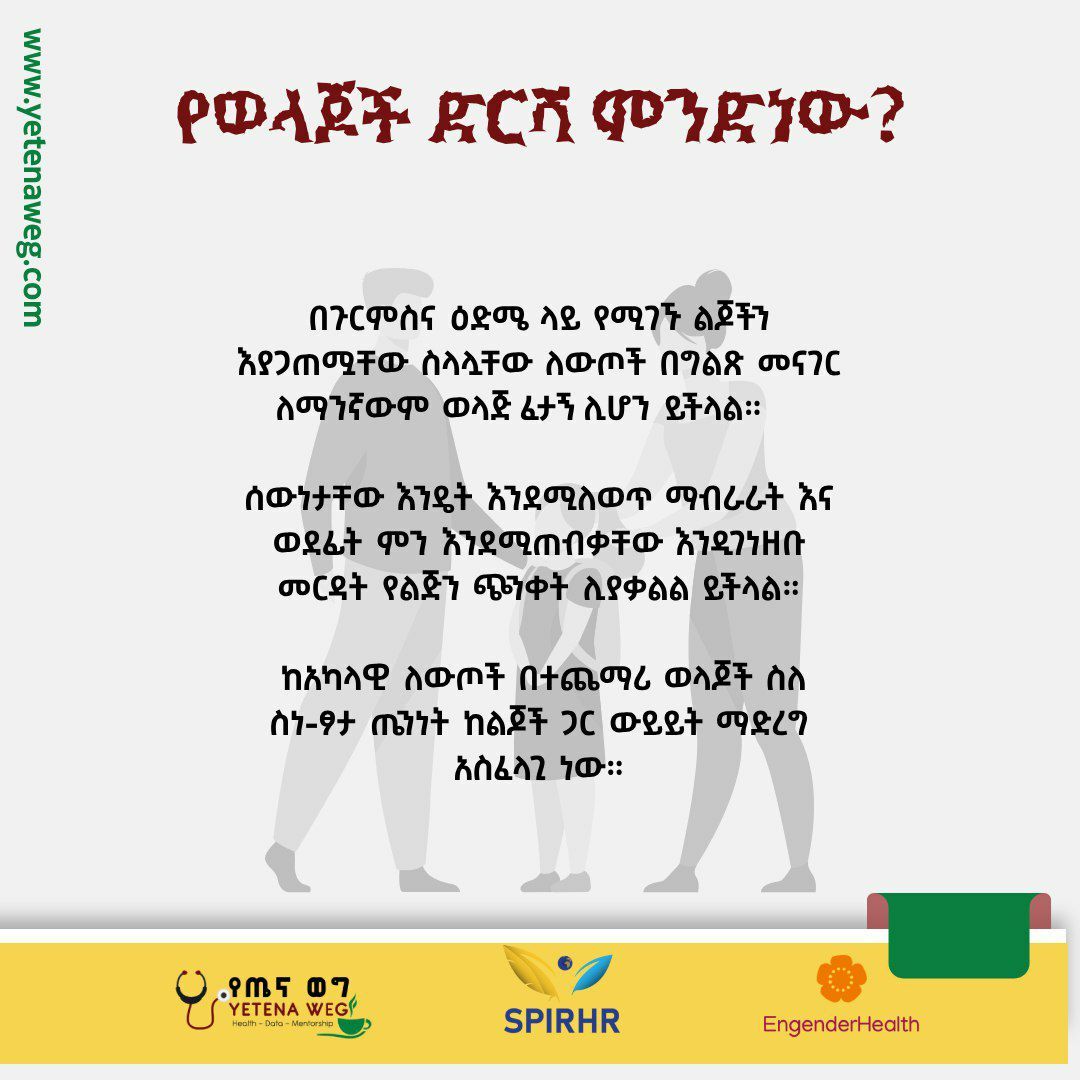 www.yetenaweg.com
የወላጆች ድርሻ ምንድነው?
በጉርምስና ዕድሜ ላይ የሚገኙ ልጆችን
እያጋጠሟቸው ስላሏቸው ለውጦች በግልጽ መናገር
ለማንኛውም ወላጅ ፈታኝ ሊሆን ይችላል።
ሰውነታቸው እንዴት እንደሚለወጥ ማብራራት እና
ወደፊት ምን እንደሚጠብቃቸው እንዲገነዘቡ
መርዳት የልጅን ጭንቀት ሊያቃልል ይችላል።
ከአካላዊ ለውጦች በተጨማሪ ወላጆች ስለ
ስነ-ፆታ ጤንነት ከልጆች ጋር ውይይት ማድረግ
አስፈላጊ ነው።
የጤና ወግ
YETENA WEG
Health - Data - Mentorship
SPIRHR
EngenderHealth